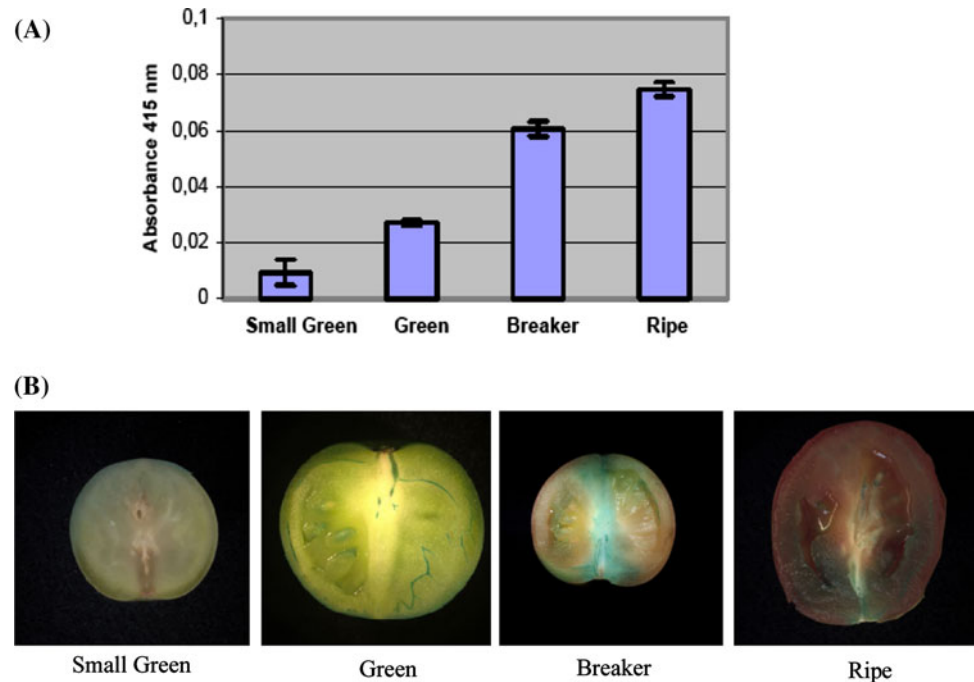 (A)
Absorbance 415 nm
0,1
0,08
0,06
0,04
0,02
0
Small Green Green Breaker Ripe
(B)
Small Green Green Breaker Ripe